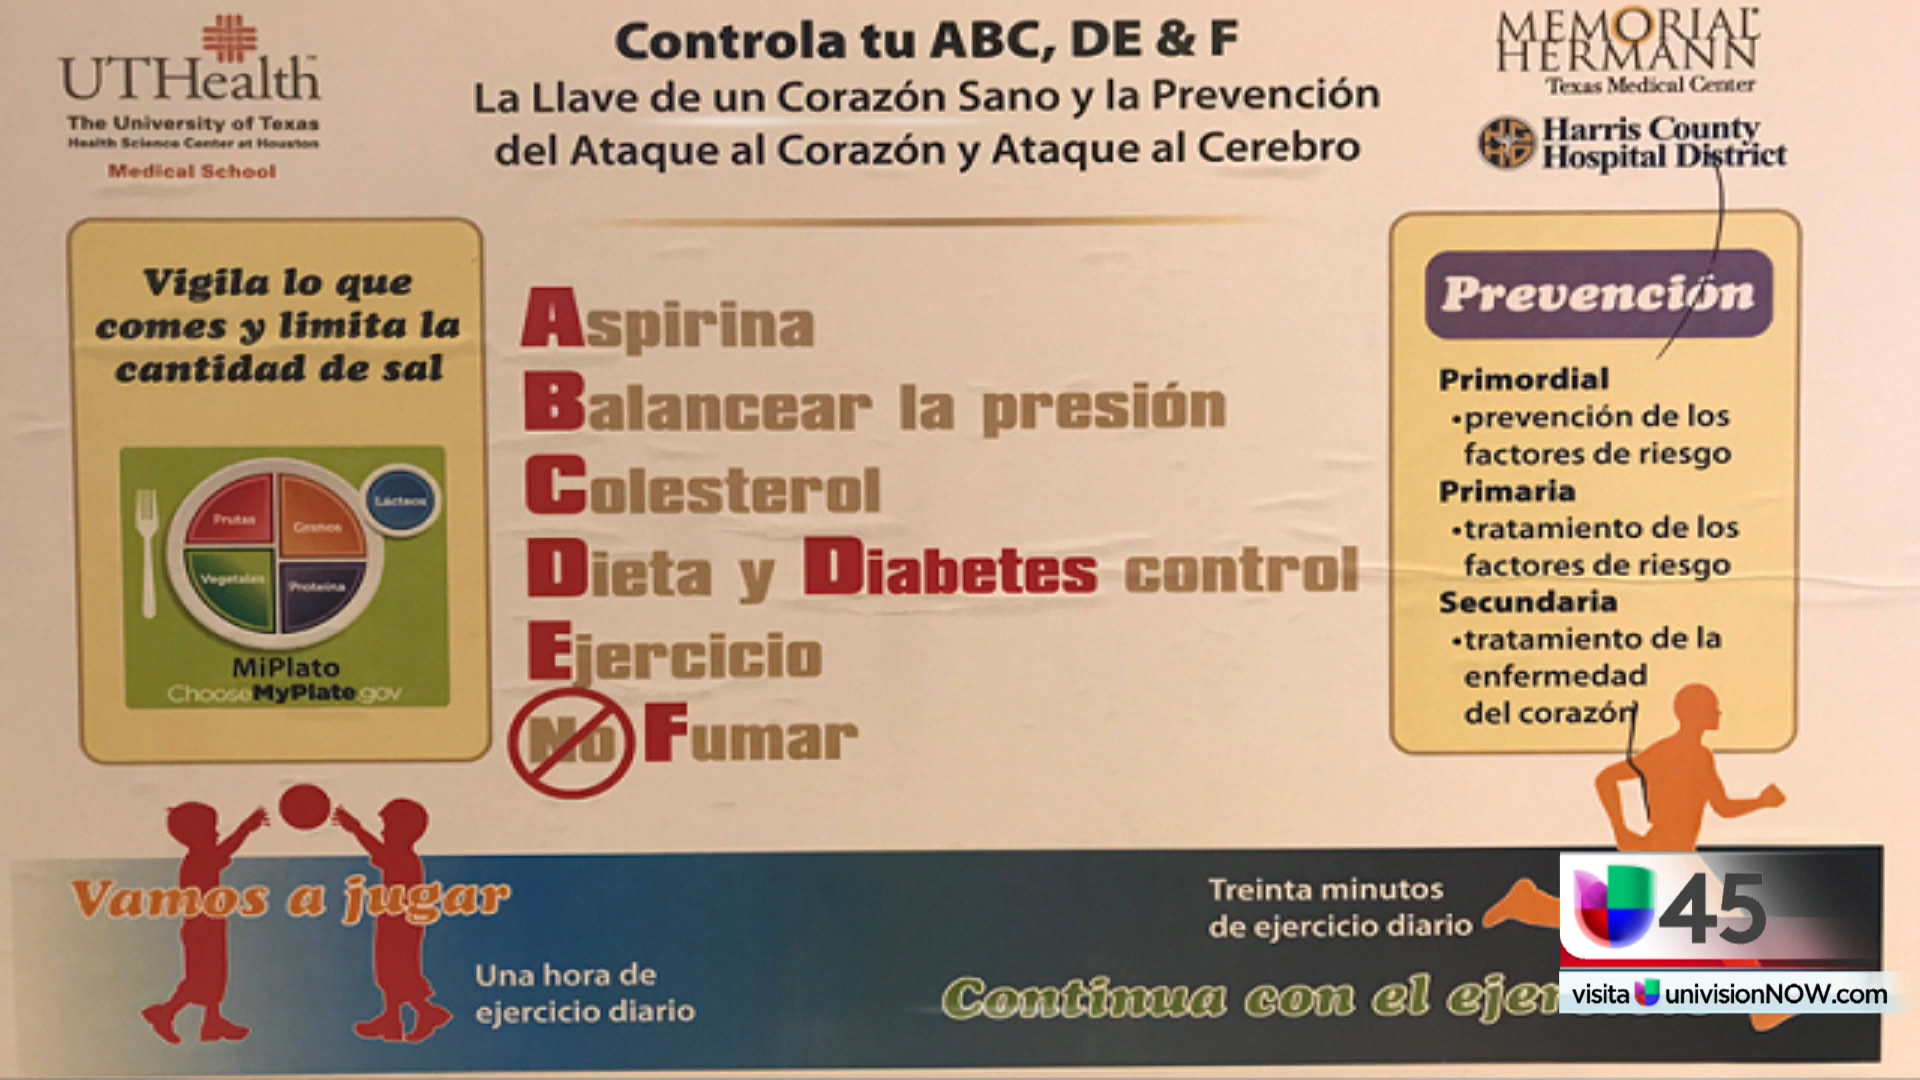 UTHealth™
The University of Texas
Health Science Center at Houston
Medical School
Controla tu ABC, DE & F
La Llave de un Corazón Sano y la Prevención
del Ataque al Corazón y Ataque al Cerebro
MEMORIAL
HERMANN
Texas Medical Center
Harris County
Hospital District
Vigila lo que
comes y limita la
cantidad de sal
Lácteos
Frutas
Granos
Vegetales
Proteína
MiPlato
ChooseMyPlate.gov
Aspirina
Balancear la presión
Colesterol
Dieta y Diabetes control
Ejercicio
No Fumar
Prevención
Primordial
•prevención de los
factores de riesgo
Primaria
•tratamiento de los
factores de riesgo
Secundaria
•tratamiento de la
enfermedad
del corazón
Vamos a jugar
Una hora de
ejercicio diario
Treinta minutos
de ejercicio diario
Continua con el
45
visita univisionNOW.com